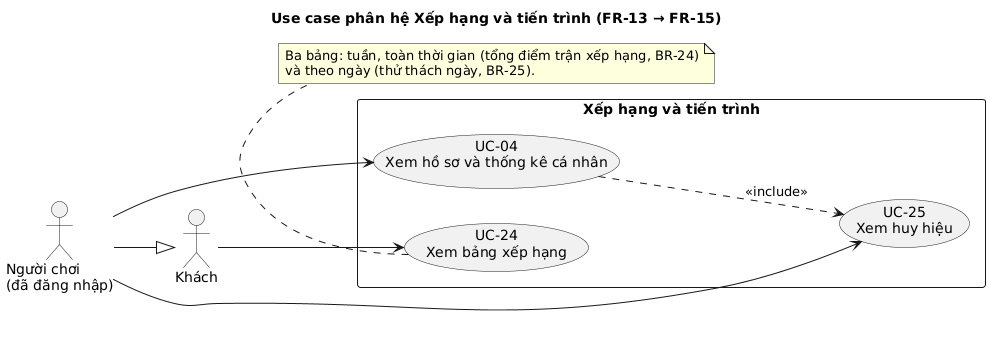 Use case phân hệ Xếp hạng và tiến trình (FR-13 → FR-15)
Ba bảng: tuần, toàn thời gian (tổng điểm trận xếp hạng, BR-24)
và theo ngày (thử thách ngày, BR-25).
Xếp hạng và tiến trình
UC-04
Xem hồ sơ và thống kê cá nhân
«include»
UC-25
Xem huy hiệu
UC-24
Xem bảng xếp hạng
Người chơi
(đã đăng nhập)
Khách